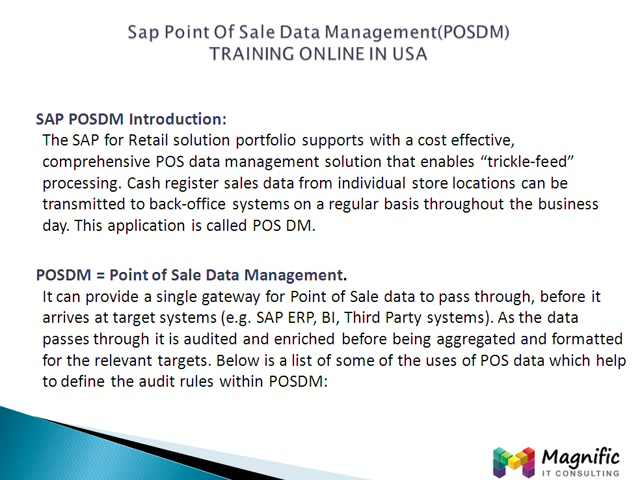 Sap Point Of Sale Data Management(POSDM)
TRAINING ONLINE IN USA
SAP POSDM Introduction:
The SAP for Retail solution portfolio supports with a cost effective,
comprehensive POS data management solution that enables “trickle-feed”
processing. Cash register sales data from individual store locations can be
transmitted to back-office systems on a regular basis throughout the business
day. This application is called POS DM.
POSDM = Point of Sale Data Management.
It can provide a single gateway for Point of Sale data to pass through, before it
arrives at target systems (e.g. SAP ERP, BI, Third Party systems). As the data
passes through it is audited and enriched before being aggregated and formatted
for the relevant targets. Below is a list of some of the uses of POS data which help
to define the audit rules within POSDM:
Magnific
IT CONSULTING